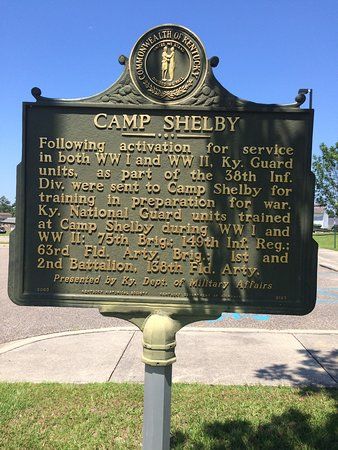 COMMONWEALTH OF KENTUCKY
CAMP SHELBY
Following activation for service
in both WW I and WW II, Ky. Guard
units, as part of the 38th Inf.
Div. were sent to Camp Shelby for
training in preparation for war.
Ky. National Guard units trained
at Camp Shelby during WW I and
WW II: 75th Brig.; 149th Inf. Reg.;
63rd Fld. Arty. Brig.; 1st and
2nd Battalion, 138th Fld. Arty.
Presented by Ky. Dept. of Military Affairs
KENTUCKY HISTORICAL SOCIETY